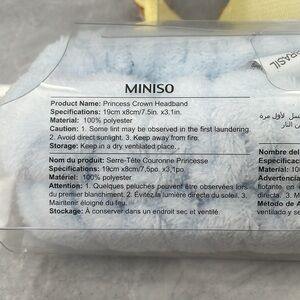 MINISO
Product Name: Princess Crown Headband
Specifications: 19cm x8cm/7.5in. x3.1in.
Material: 100% polyester
Caution: 1. Some lint may be observed in the first laundering.
2. Avoid direct sunlight. 3. Keep away from fire.
Storage: Keep in a dry ventilated place.
Nom du produit: Serre-Tête Couronne Princesse
Specifications: 19cm x8cm/7.5po. x3.1po.
Matériel: 100% polyester
Attention: 1. Quelques peluches peuvent être observées lors
du premier blanchiment. 2. Évitez la lumière directe du soleil. 3.
Maintenir éloigné du feu.
Stockage: À conserver dans un endroit sec et ventilé.
BRASIL
Nombre del
Especificac
Material: 10
Advertencia
flotante en
directa. 3. M
Método de A
ventilado y se